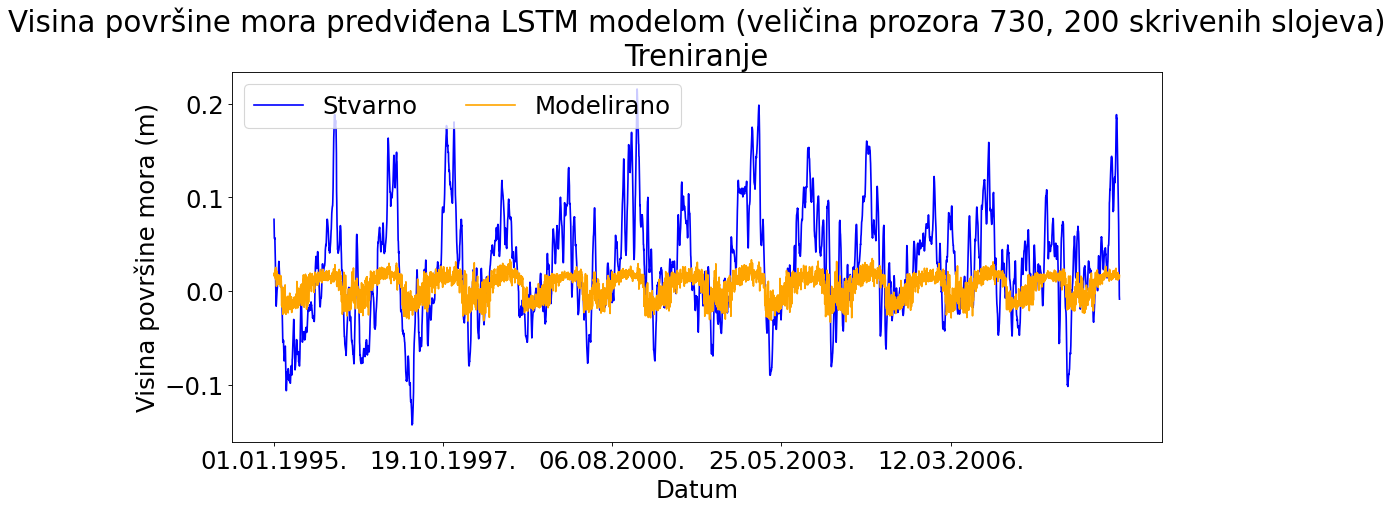 Visina površine mora predviđena LSTM modelom (veličina prozora 730, 200 skrivenih slojeva)
Treniranje
Stvarno
Modelirano
Visina površine mora (m)
0.2
0.1
0.0
−0.1
01.01.1995.
19.10.1997.
06.08.2000.
25.05.2003.
12.03.2006.
Datum